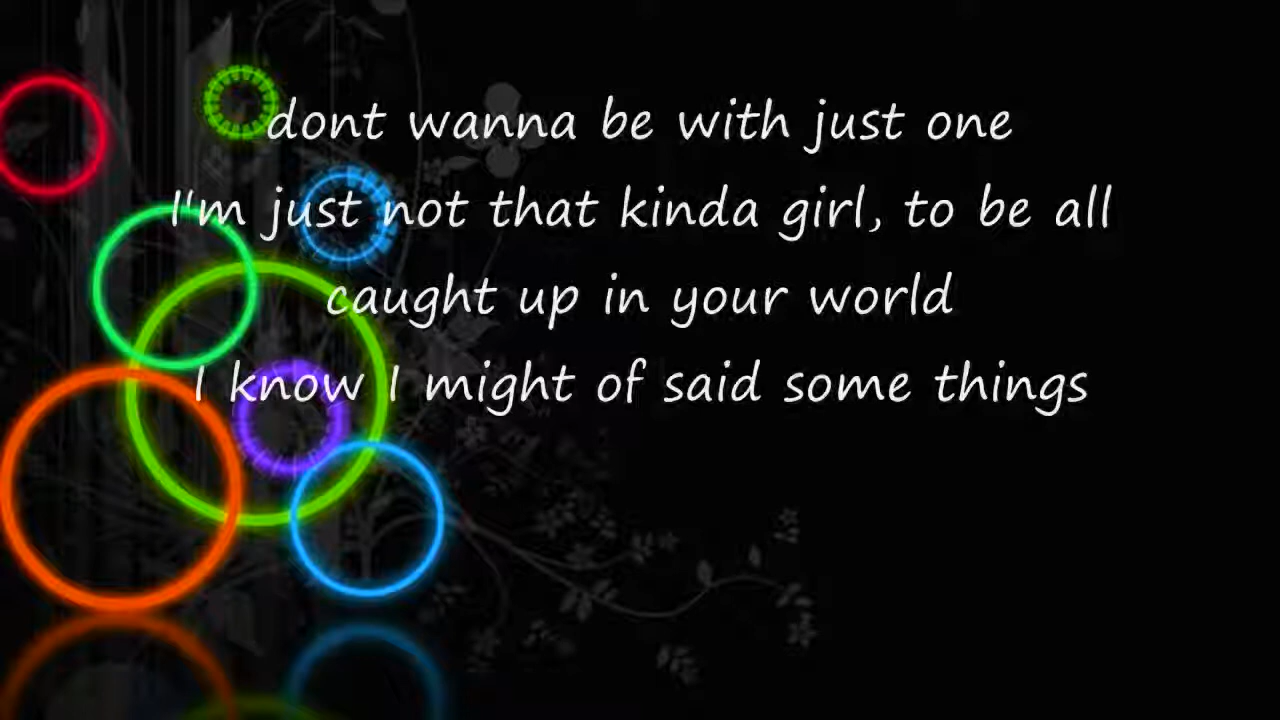 dont wanna be with just one
I'm just not that kinda girl, to be all
caught up in your world
I know I might of said some things